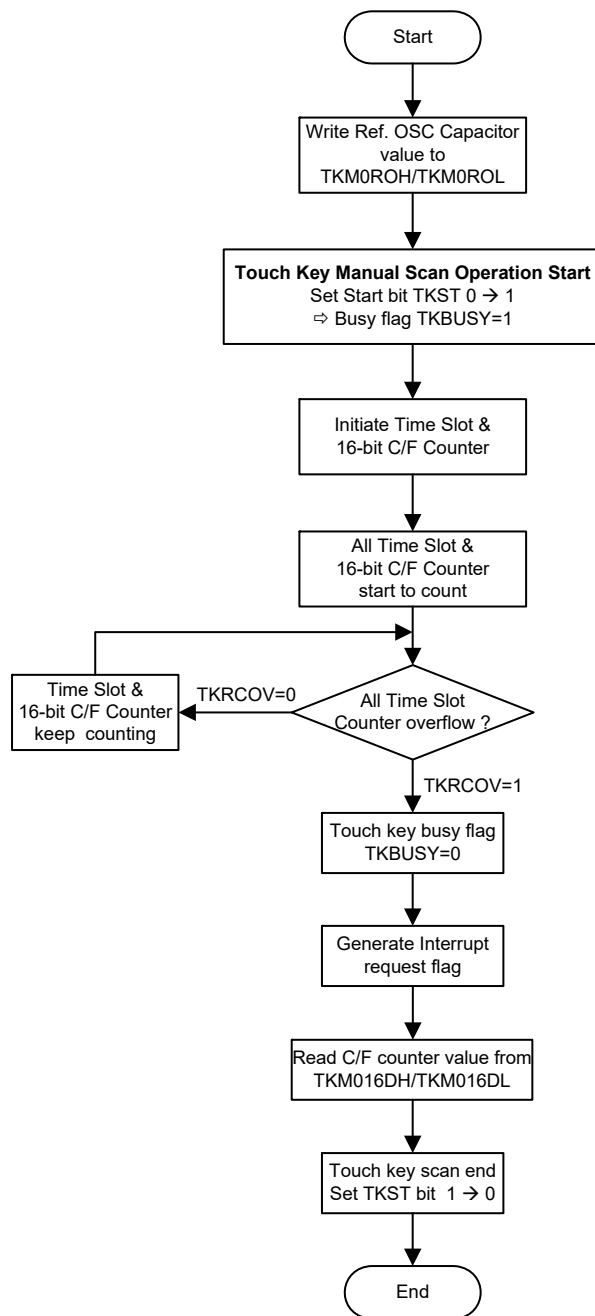 Start
Write Ref. OSC Capacitor
value to
TKM0ROH/TKM0ROL
Touch Key Manual Scan Operation Start
Set Start bit TKST 0 → 1
⇨ Busy flag TKBUSY=1
Initiate Time Slot &
16-bit C/F Counter
All Time Slot &
16-bit C/F Counter
start to count
All Time Slot
Counter overflow ?
TKRCOV=0
Time Slot &
16-bit C/F Counter
keep counting
TKRCOV=1
Touch key busy flag
TKBUSY=0
Generate Interrupt
request flag
Read C/F counter value from
TKM016DH/TKM016DL
Touch key scan end
Set TKST bit 1 → 0
End